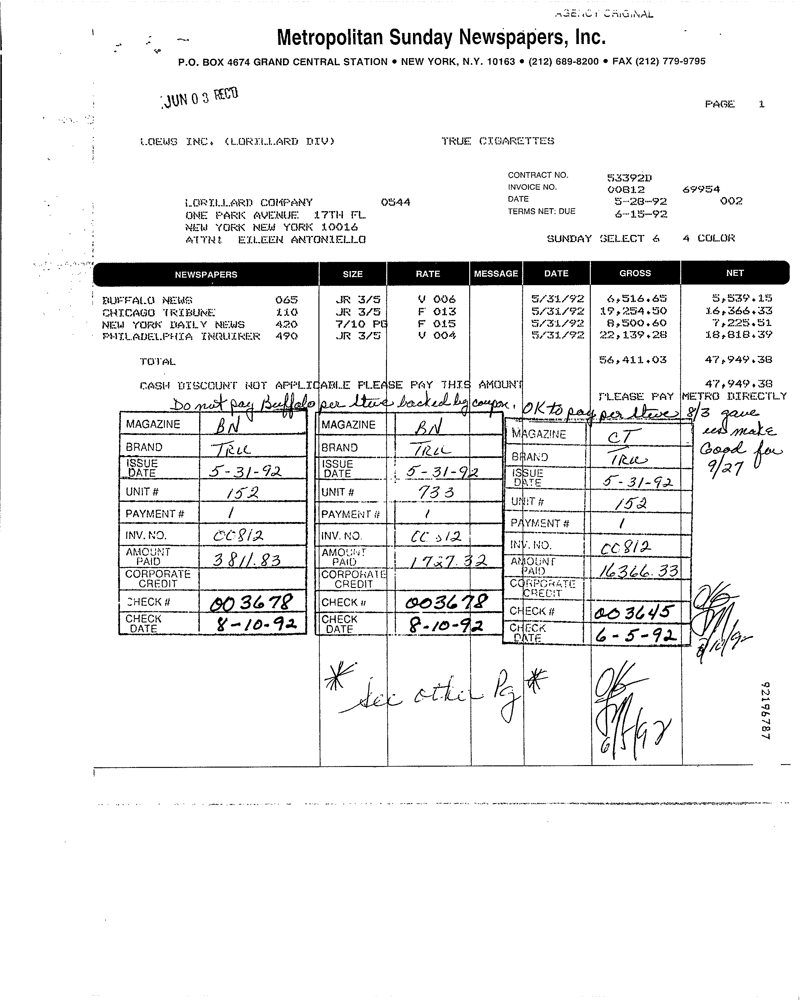 AGENCY ORIGINAL
Metropolitan Sunday Newspapers, Inc.
P.O. BOX 4674 GRAND CENTRAL STATION • NEW YORK, N.Y. 10163 • (212) 689-8200 • FAX (212) 779-9795
JUN 03 RECD
PAGE 1
LOEWS INC. (LORILLARD DIV) TRUE CIGARETTES
CONTRACT NO. 53392D
INVOICE NO. 00812 69954
DATE 5-28-92 002
TERMS NET: DUE 6-15-92
LORILLARD COMPANY 0544
ONE PARK AVENUE 17TH FL
NEW YORK NEW YORK 10016
ATTN: EILEEN ANTONIELLO
SUNDAY SELECT 6 4 COLOR
NEWSPAPERS SIZE RATE MESSAGE DATE GROSS NET
BUFFALO NEWS 065 JR 3/5 V 006 5/31/92 6,516.65 5,539.15
CHICAGO TRIBUNE 110 JR 3/5 F 013 5/31/92 19,254.50 16,366.33
NEW YORK DAILY NEWS 420 7/10 PG F 015 5/31/92 8,500.60 7,225.51
PHILADELPHIA INQUIRER 490 JR 3/5 V 004 5/31/92 22,139.28 18,818.39
TOTAL 56,411.03 47,949.38
CASH DISCOUNT NOT APPLICABLE PLEASE PAY THIS AMOUNT 47,949.38
PLEASE PAY METRO DIRECTLY
Do not pay Buffalo per Steve backed by coupon. OK to pay per Steve 8/3 gave
us make
Good for
9/27
MAGAZINE BN
BRAND TRUE
ISSUE DATE 5-31-92
UNIT # 152
PAYMENT # 1
INV. NO. CC812
AMOUNT PAID 3811.83
CORPORATE CREDIT
CHECK # 003678
CHECK DATE 8-10-92
MAGAZINE BN
BRAND TRUE
ISSUE DATE 5-31-92
UNIT # 733
PAYMENT # 1
INV. NO. CC812
AMOUNT PAID 1727.32
CORPORATE CREDIT
CHECK # 003678
CHECK DATE 8-10-92
MAGAZINE CT
BRAND TRUE
ISSUE DATE 5-31-92
UNIT # 152
PAYMENT # 1
INV. NO. CC812
AMOUNT PAID 16366.33
CORPORATE CREDIT
CHECK # 003645
CHECK DATE 6-5-92
OK
8/10/92
* See other Pg *
OK
6/5/92
92196787